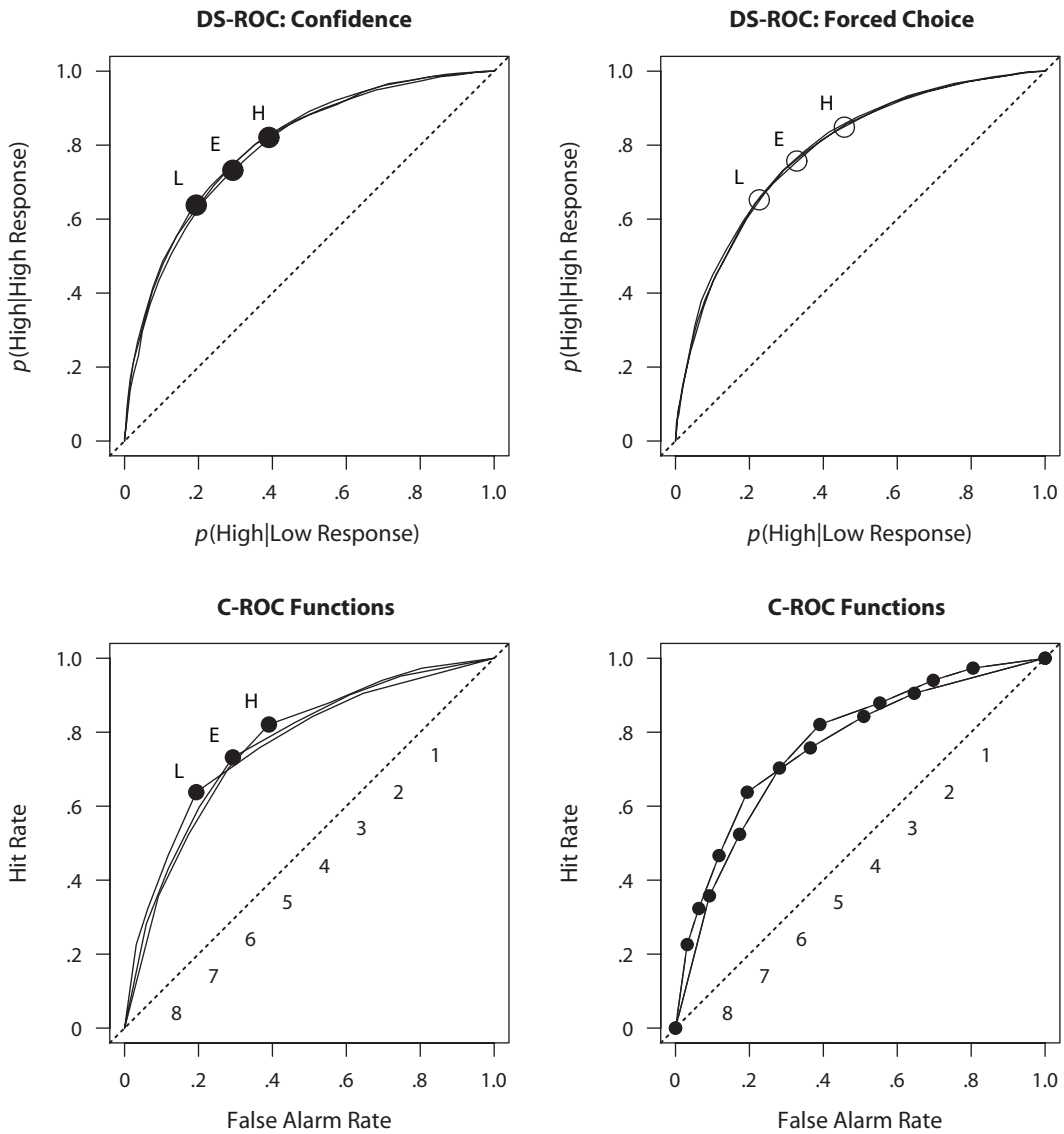 DS-ROC: Confidence
1.0
.8
.6
.4
.2
0
p(High|High Response)
L
E
H
0 .2 .4 .6 .8 1.0
p(High|Low Response)
DS-ROC: Forced Choice
1.0
.8
.6
.4
.2
0
p(High|High Response)
L
E
H
0 .2 .4 .6 .8 1.0
p(High|Low Response)
C-ROC Functions
1.0
.8
.6
.4
.2
0
Hit Rate
L
E
H
1
2
3
4
5
6
7
8
0 .2 .4 .6 .8 1.0
False Alarm Rate
C-ROC Functions
1.0
.8
.6
.4
.2
0
Hit Rate
1
2
3
4
5
6
7
8
0 .2 .4 .6 .8 1.0
False Alarm Rate